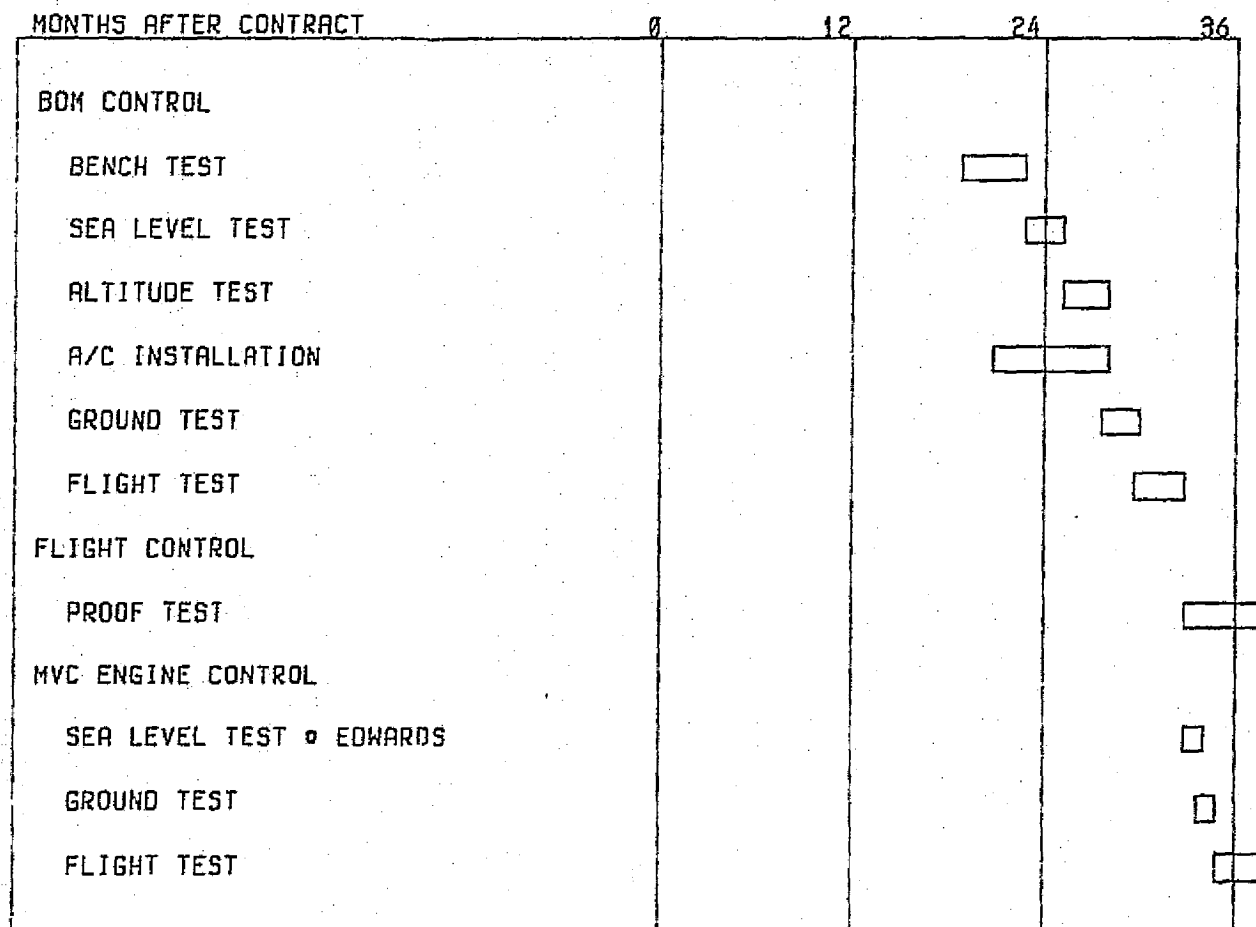 MONTHS AFTER CONTRACT 0 12 24 36
BOM CONTROL
BENCH TEST
SEA LEVEL TEST
ALTITUDE TEST
A/C INSTALLATION
GROUND TEST
FLIGHT TEST
FLIGHT CONTROL
PROOF TEST
MVC ENGINE CONTROL
SEA LEVEL TEST @ EDWARDS
GROUND TEST
FLIGHT TEST